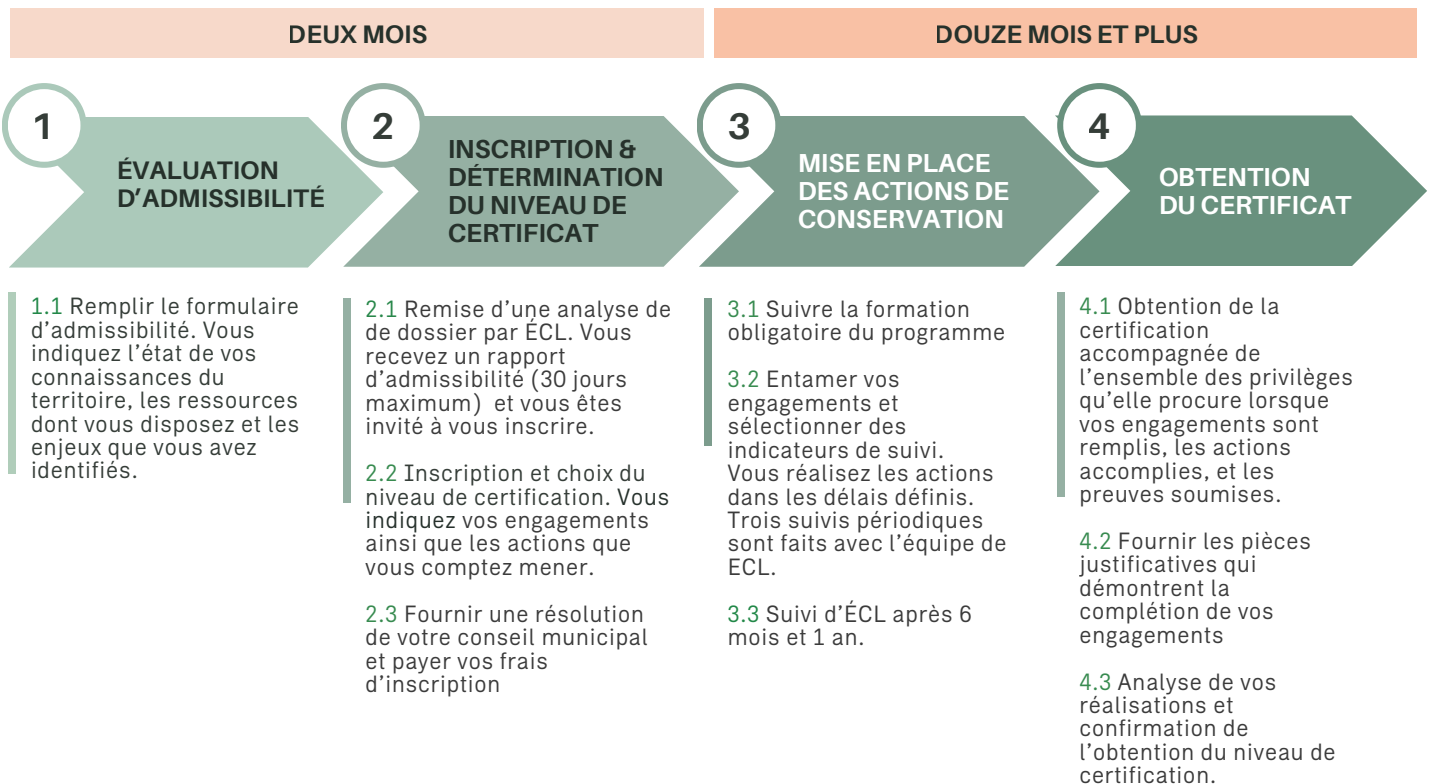 DEUX MOIS
DOUZE MOIS ET PLUS
1
ÉVALUATION
D'ADMISSIBILITÉ
2
INSCRIPTION &
DÉTERMINATION
DU NIVEAU DE
CERTIFICAT
3
MISE EN PLACE
DES ACTIONS DE
CONSERVATION
4
OBTENTION
DU CERTIFICAT
1.1 Remplir le formulaire
d'admissibilité. Vous
indiquez l'état de vos
connaissances du
territoire, les ressources
dont vous disposez et les
enjeux que vous avez
identifiés.
2.1 Remise d'une analyse de
de dossier par ÉCL. Vous
recevez un rapport
d'admissibilité (30 jours
maximum) et vous êtes
invité à vous inscrire.
2.2 Inscription et choix du
niveau de certification. Vous
indiquez vos engagements
ainsi que les actions que
vous comptez mener.
2.3 Fournir une résolution
de votre conseil municipal
et payer vos frais
d'inscription
3.1 Suivre la formation
obligatoire du programme
3.2 Entamer vos
engagements et
sélectionner des
indicateurs de suivi.
Vous réalisez les actions
dans les délais définis.
Trois suivis périodiques
sont faits avec l'équipe de
ECL.
3.3 Suivi d'ÉCL après 6
mois et 1 an.
4.1 Obtention de la
certification
accompagnée de
l'ensemble des privilèges
qu'elle procure lorsque
vos engagements sont
remplis, les actions
accomplies, et les
preuves soumises.
4.2 Fournir les pièces
justificatives qui
démontrent la
complétion de vos
engagements
4.3 Analyse de vos
réalisations et
confirmation de
l'obtention du niveau de
certification.